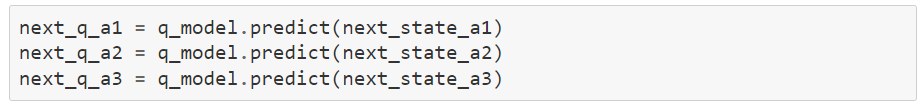 next_q_a1 = q_model.predict(next_state_a1)
next_q_a2 = q_model.predict(next_state_a2)
next_q_a3 = q_model.predict(next_state_a3)